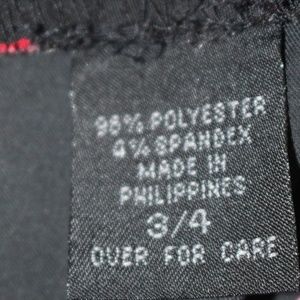 96% POLYESTER
4% SPANDEX
MADE IN
PHILIPPINES
3/4
OVER FOR CARE